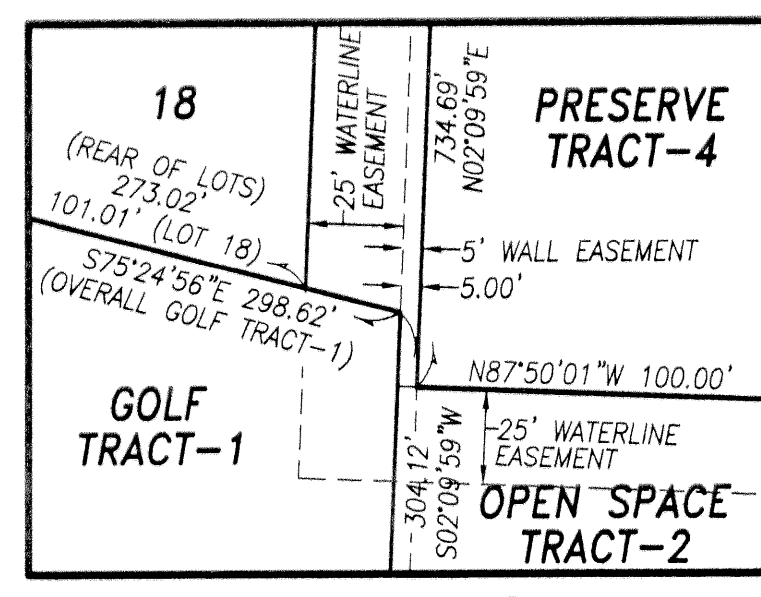 18
(REAR OF LOTS)
273.02'
101.01' (LOT 18)
S75°24'56"E 298.62'
(OVERALL GOLF TRACT-1)
25' WATERLINE
EASEMENT
734.69'
N02°09'59"E
PRESERVE
TRACT-4
5' WALL EASEMENT
5.00'
N87°50'01"W 100.00'
GOLF
TRACT-1
304.12'
S02°09'59"W
25' WATERLINE
EASEMENT
OPEN SPACE
TRACT-2